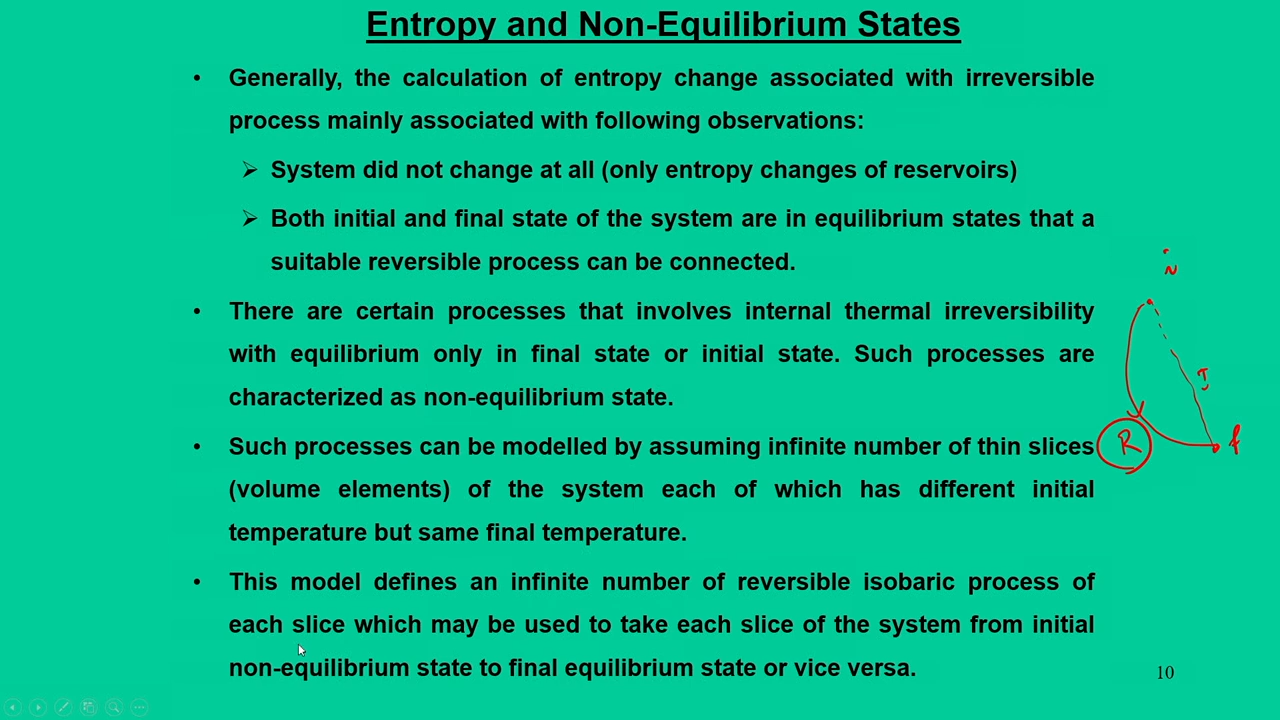 Entropy and Non-Equilibrium States
• Generally, the calculation of entropy change associated with irreversible
process mainly associated with following observations:
➢ System did not change at all (only entropy changes of reservoirs)
➢ Both initial and final state of the system are in equilibrium states that a
suitable reversible process can be connected.
• There are certain processes that involves internal thermal irreversibility
with equilibrium only in final state or initial state. Such processes are
characterized as non-equilibrium state.
• Such processes can be modelled by assuming infinite number of thin slices
(volume elements) of the system each of which has different initial
temperature but same final temperature.
• This model defines an infinite number of reversible isobaric process of
each slice which may be used to take each slice of the system from initial
non-equilibrium state to final equilibrium state or vice versa.
i
I
R
f
10